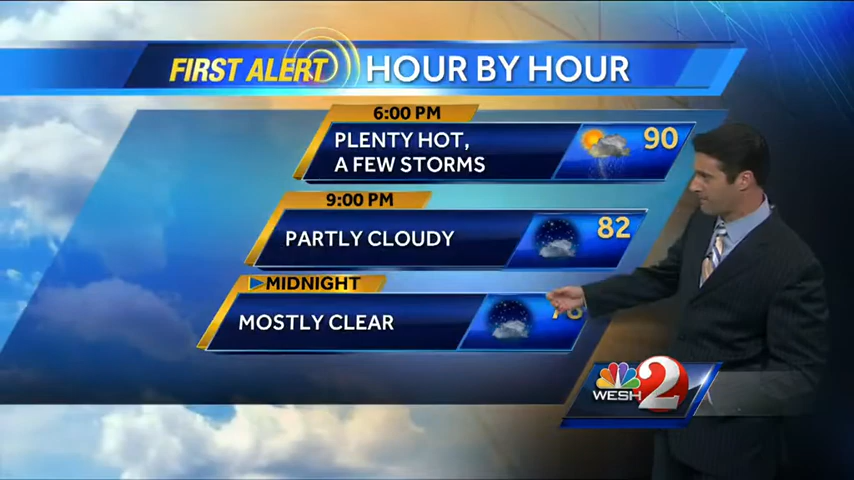 FIRST ALERT HOUR BY HOUR
6:00 PM
PLENTY HOT,
A FEW STORMS
90
9:00 PM
PARTLY CLOUDY
82
MIDNIGHT
MOSTLY CLEAR
WESH 2